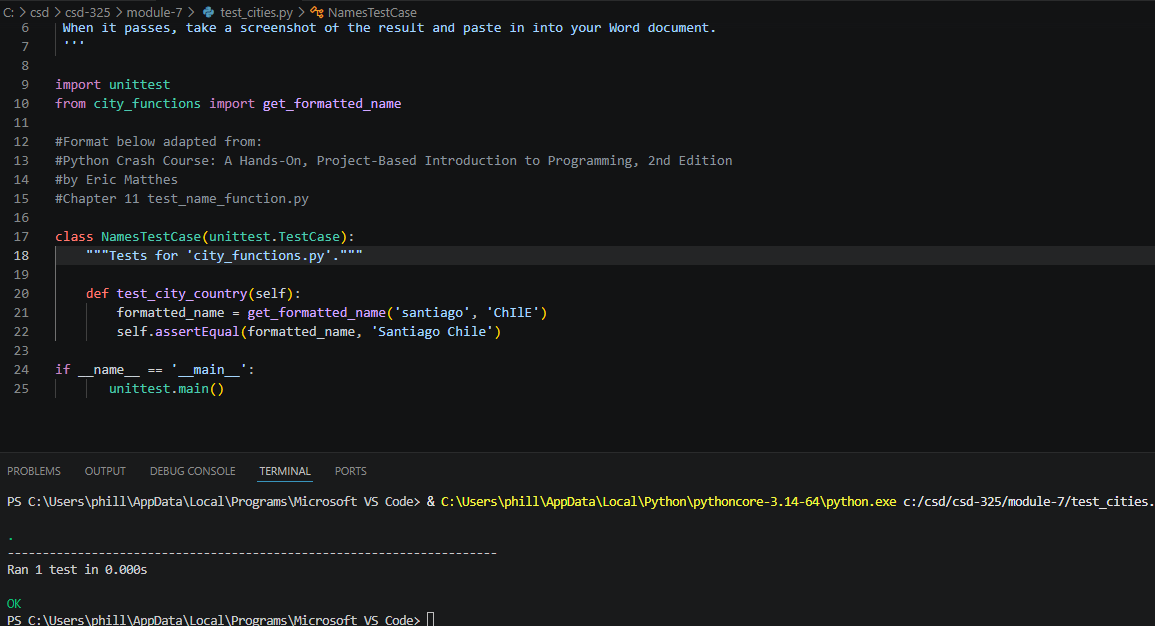 C: > csd > csd-325 > module-7 > test_cities.py > NamesTestCase
6 When it passes, take a screenshot of the result and paste in into your Word document.
7 '''
8
9 import unittest
10 from city_functions import get_formatted_name
11
12 #Format below adapted from:
13 #Python Crash Course: A Hands-On, Project-Based Introduction to Programming, 2nd Edition
14 #by Eric Matthes
15 #Chapter 11 test_name_function.py
16
17 class NamesTestCase(unittest.TestCase):
18 """Tests for 'city_functions.py'."""
19
20 def test_city_country(self):
21 formatted_name = get_formatted_name('santiago', 'ChIlE')
22 self.assertEqual(formatted_name, 'Santiago Chile')
23
24 if __name__ == '__main__':
25 unittest.main()
PROBLEMS OUTPUT DEBUG CONSOLE TERMINAL PORTS
PS C:\Users\phill\AppData\Local\Programs\Microsoft VS Code> & C:\Users\phill\AppData\Local\Python\pythoncore-3.14-64\python.exe c:/csd/csd-325/module-7/test_cities.
.
----------------------------------------------------------------------
Ran 1 test in 0.000s
OK
PS C:\Users\phill\AppData\Local\Programs\Microsoft VS Code>